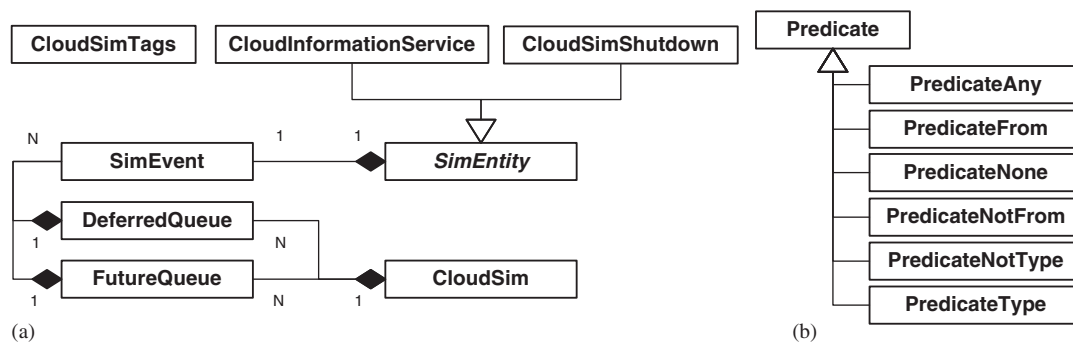 CloudSimTags
CloudInformationService
CloudSimShutdown
N
1
1
SimEvent
SimEntity
DeferredQueue
1
N
FutureQueue
CloudSim
1
N
1
(a)
Predicate
PredicateAny
PredicateFrom
PredicateNone
PredicateNotFrom
PredicateNotType
PredicateType
(b)